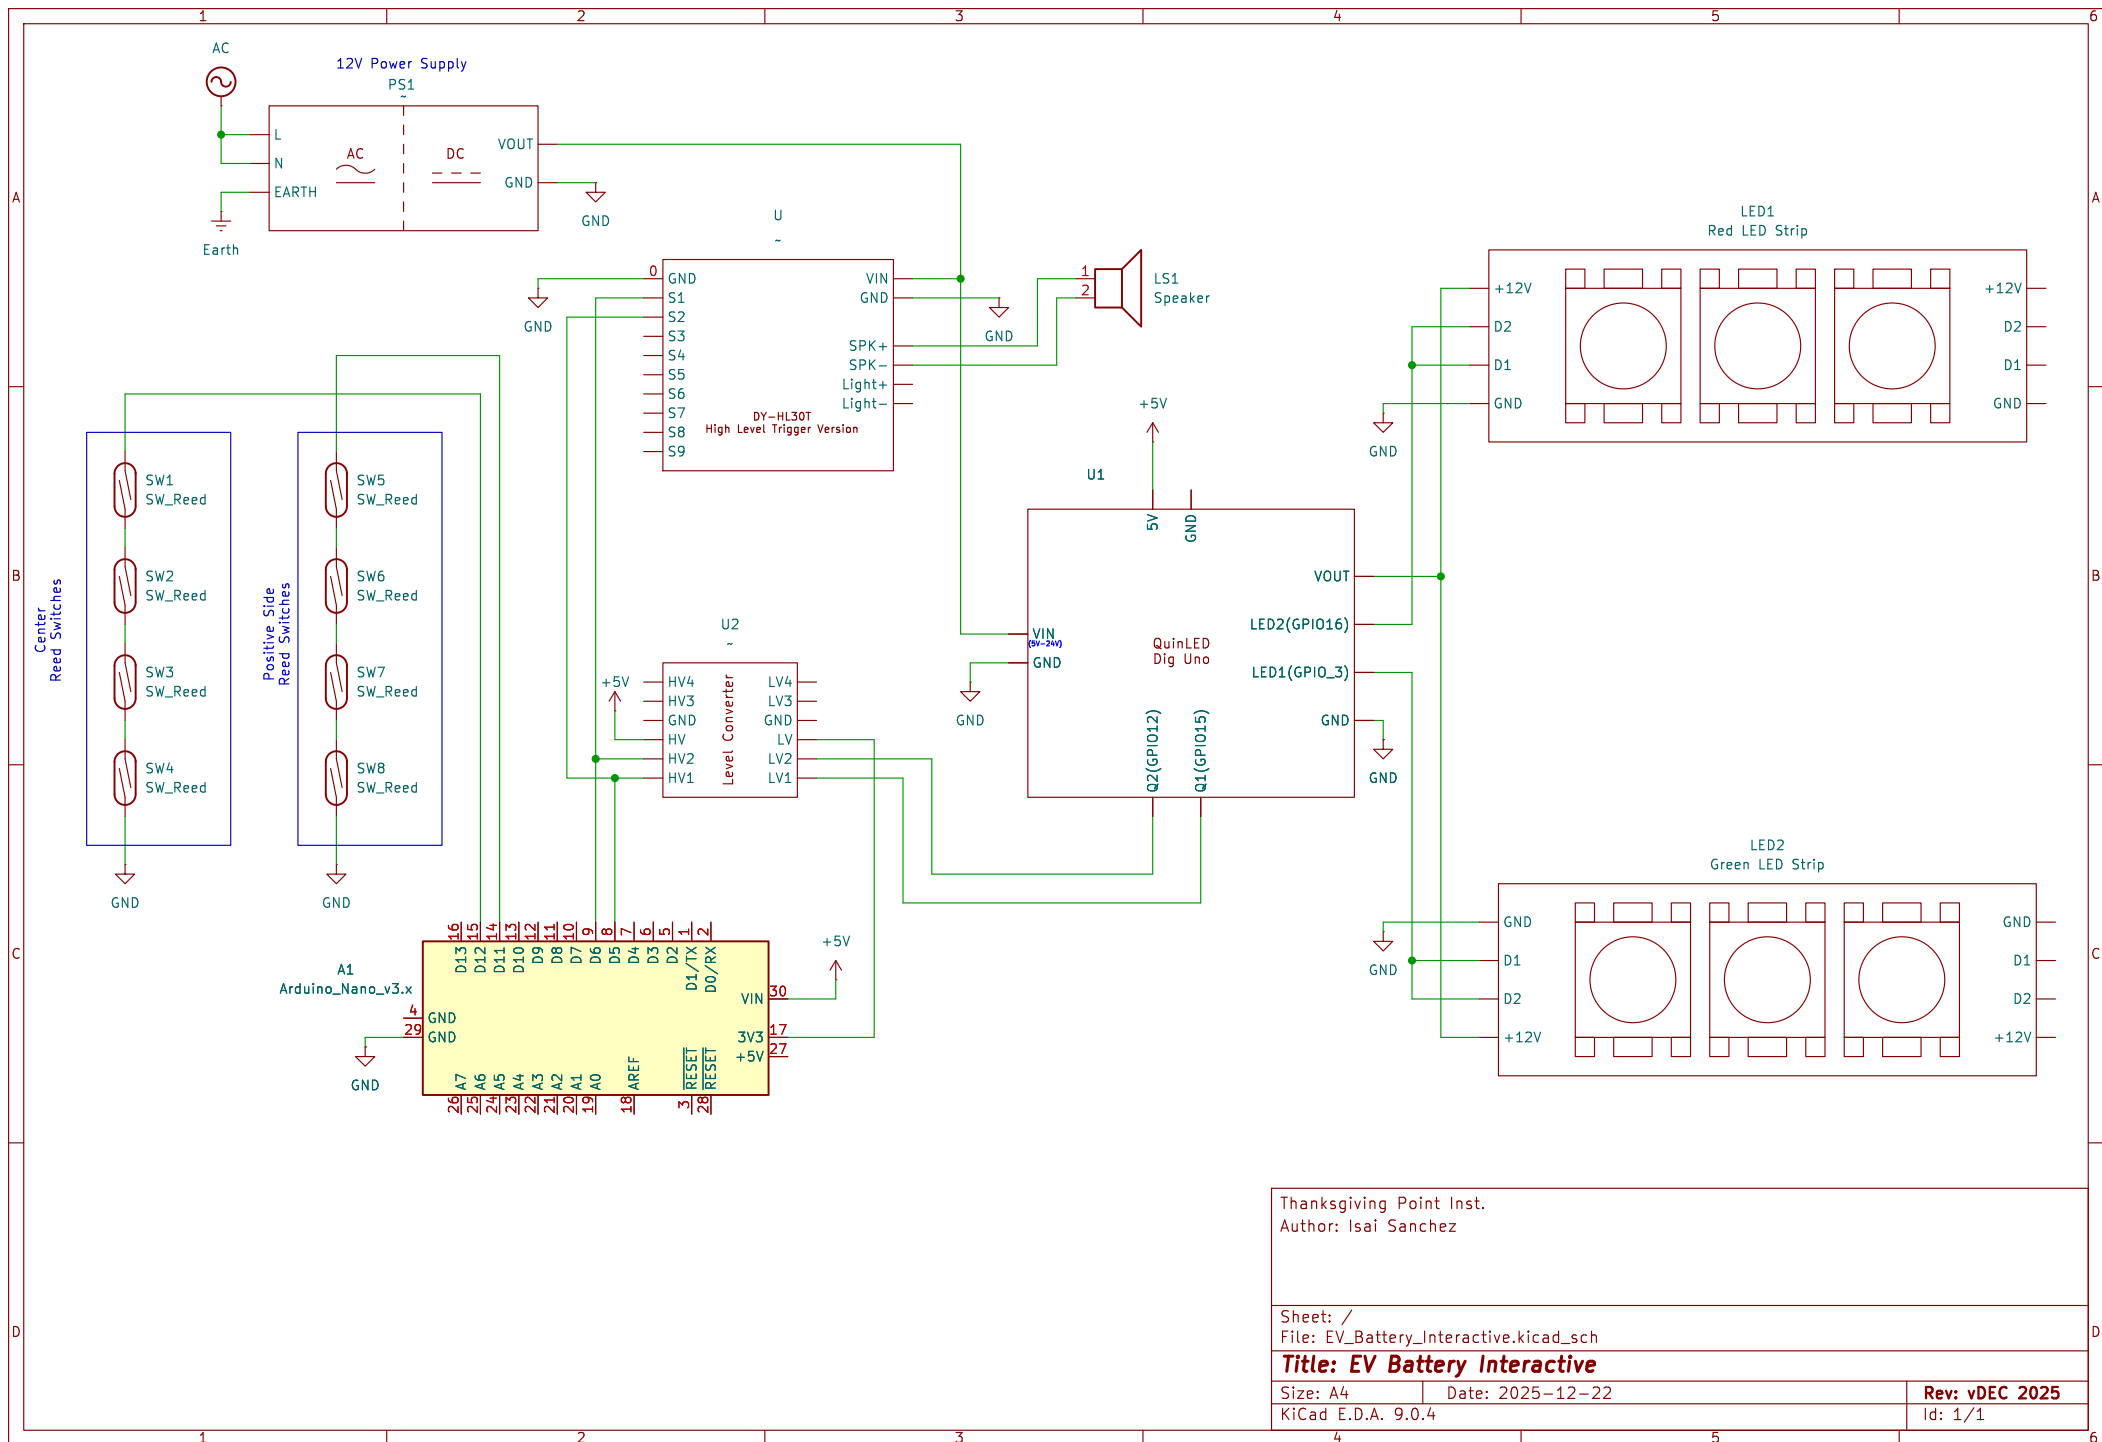 1 2 3 4 5 6
AC
12V Power Supply
PS1
~
L
N
EARTH
AC
DC
VOUT
GND
GND
Earth
A
A
U
~
0
GND
S1
S2
S3
S4
S5
S6
S7
S8
S9
VIN
GND
SPK+
SPK-
Light+
Light-
DY-HL30T
High Level Trigger Version
GND
GND
1
2
LS1
Speaker
LED1
Red LED Strip
+12V
D2
D1
GND
+12V
D2
D1
GND
GND
B
B
Center
Reed Switches
SW1
SW_Reed
SW2
SW_Reed
SW3
SW_Reed
SW4
SW_Reed
GND
Positive Side
Reed Switches
SW5
SW_Reed
SW6
SW_Reed
SW7
SW_Reed
SW8
SW_Reed
GND
U2
~
+5V
HV4
HV3
GND
HV
HV2
HV1
Level Converter
LV4
LV3
GND
LV
LV2
LV1
+5V
U1
5V
GND
VOUT
LED2(GPIO16)
LED1(GPIO_3)
GND
VIN
(5V-24V)
GND
QuinLED
Dig Uno
Q2(GPIO12)
Q1(GPIO15)
GND
GND
C
C
LED2
Green LED Strip
GND
D1
D2
+12V
GND
D1
D2
+12V
GND
A1
Arduino_Nano_v3.x
16 15 14 13 12 11 10 9 8 7 6 5 1 2
D13 D12 D11 D10 D9 D8 D7 D6 D5 D4 D3 D2 D1/TX D0/RX
4
GND
29
GND
GND
VIN
30
3V3
17
+5V
27
+5V
A7 A6 A5 A4 A3 A2 A1 A0 AREF RESET RESET
26 25 24 23 22 21 20 19 18 3 28
D
D
Thanksgiving Point Inst.
Author: Isai Sanchez
Sheet: /
File: EV_Battery_Interactive.kicad_sch
Title: EV Battery Interactive
Size: A4
Date: 2025-12-22
Rev: vDEC 2025
KiCad E.D.A. 9.0.4
Id: 1/1
1 2 3 4 5 6